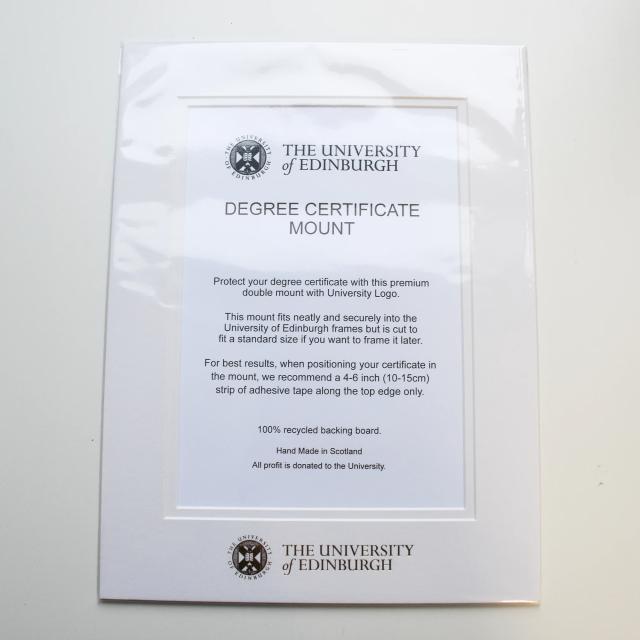 THE UNIVERSITY OF EDINBURGH
THE UNIVERSITY
of EDINBURGH
DEGREE CERTIFICATE
MOUNT
Protect your degree certificate with this premium
double mount with University Logo.
This mount fits neatly and securely into the
University of Edinburgh frames but is cut to
fit a standard size if you want to frame it later.
For best results, when positioning your certificate in
the mount, we recommend a 4-6 inch (10-15cm)
strip of adhesive tape along the top edge only.
100% recycled backing board.
Hand Made in Scotland
All profit is donated to the University.
THE UNIVERSITY OF EDINBURGH
THE UNIVERSITY
of EDINBURGH